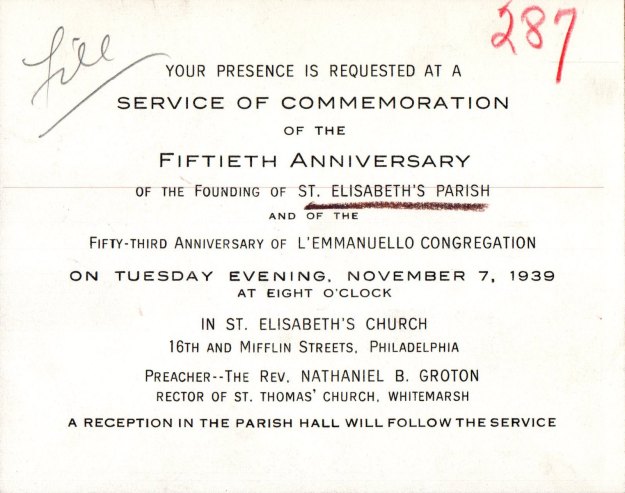 file
287
YOUR PRESENCE IS REQUESTED AT A
SERVICE OF COMMEMORATION
OF THE
FIFTIETH ANNIVERSARY
OF THE FOUNDING OF ST. ELISABETH'S PARISH
AND OF THE
FIFTY-THIRD ANNIVERSARY OF L'EMMANUELLO CONGREGATION
ON TUESDAY EVENING, NOVEMBER 7, 1939
AT EIGHT O'CLOCK
IN ST. ELISABETH'S CHURCH
16TH AND MIFFLIN STREETS, PHILADELPHIA
PREACHER--THE REV. NATHANIEL B. GROTON
RECTOR OF ST. THOMAS' CHURCH, WHITEMARSH
A RECEPTION IN THE PARISH HALL WILL FOLLOW THE SERVICE